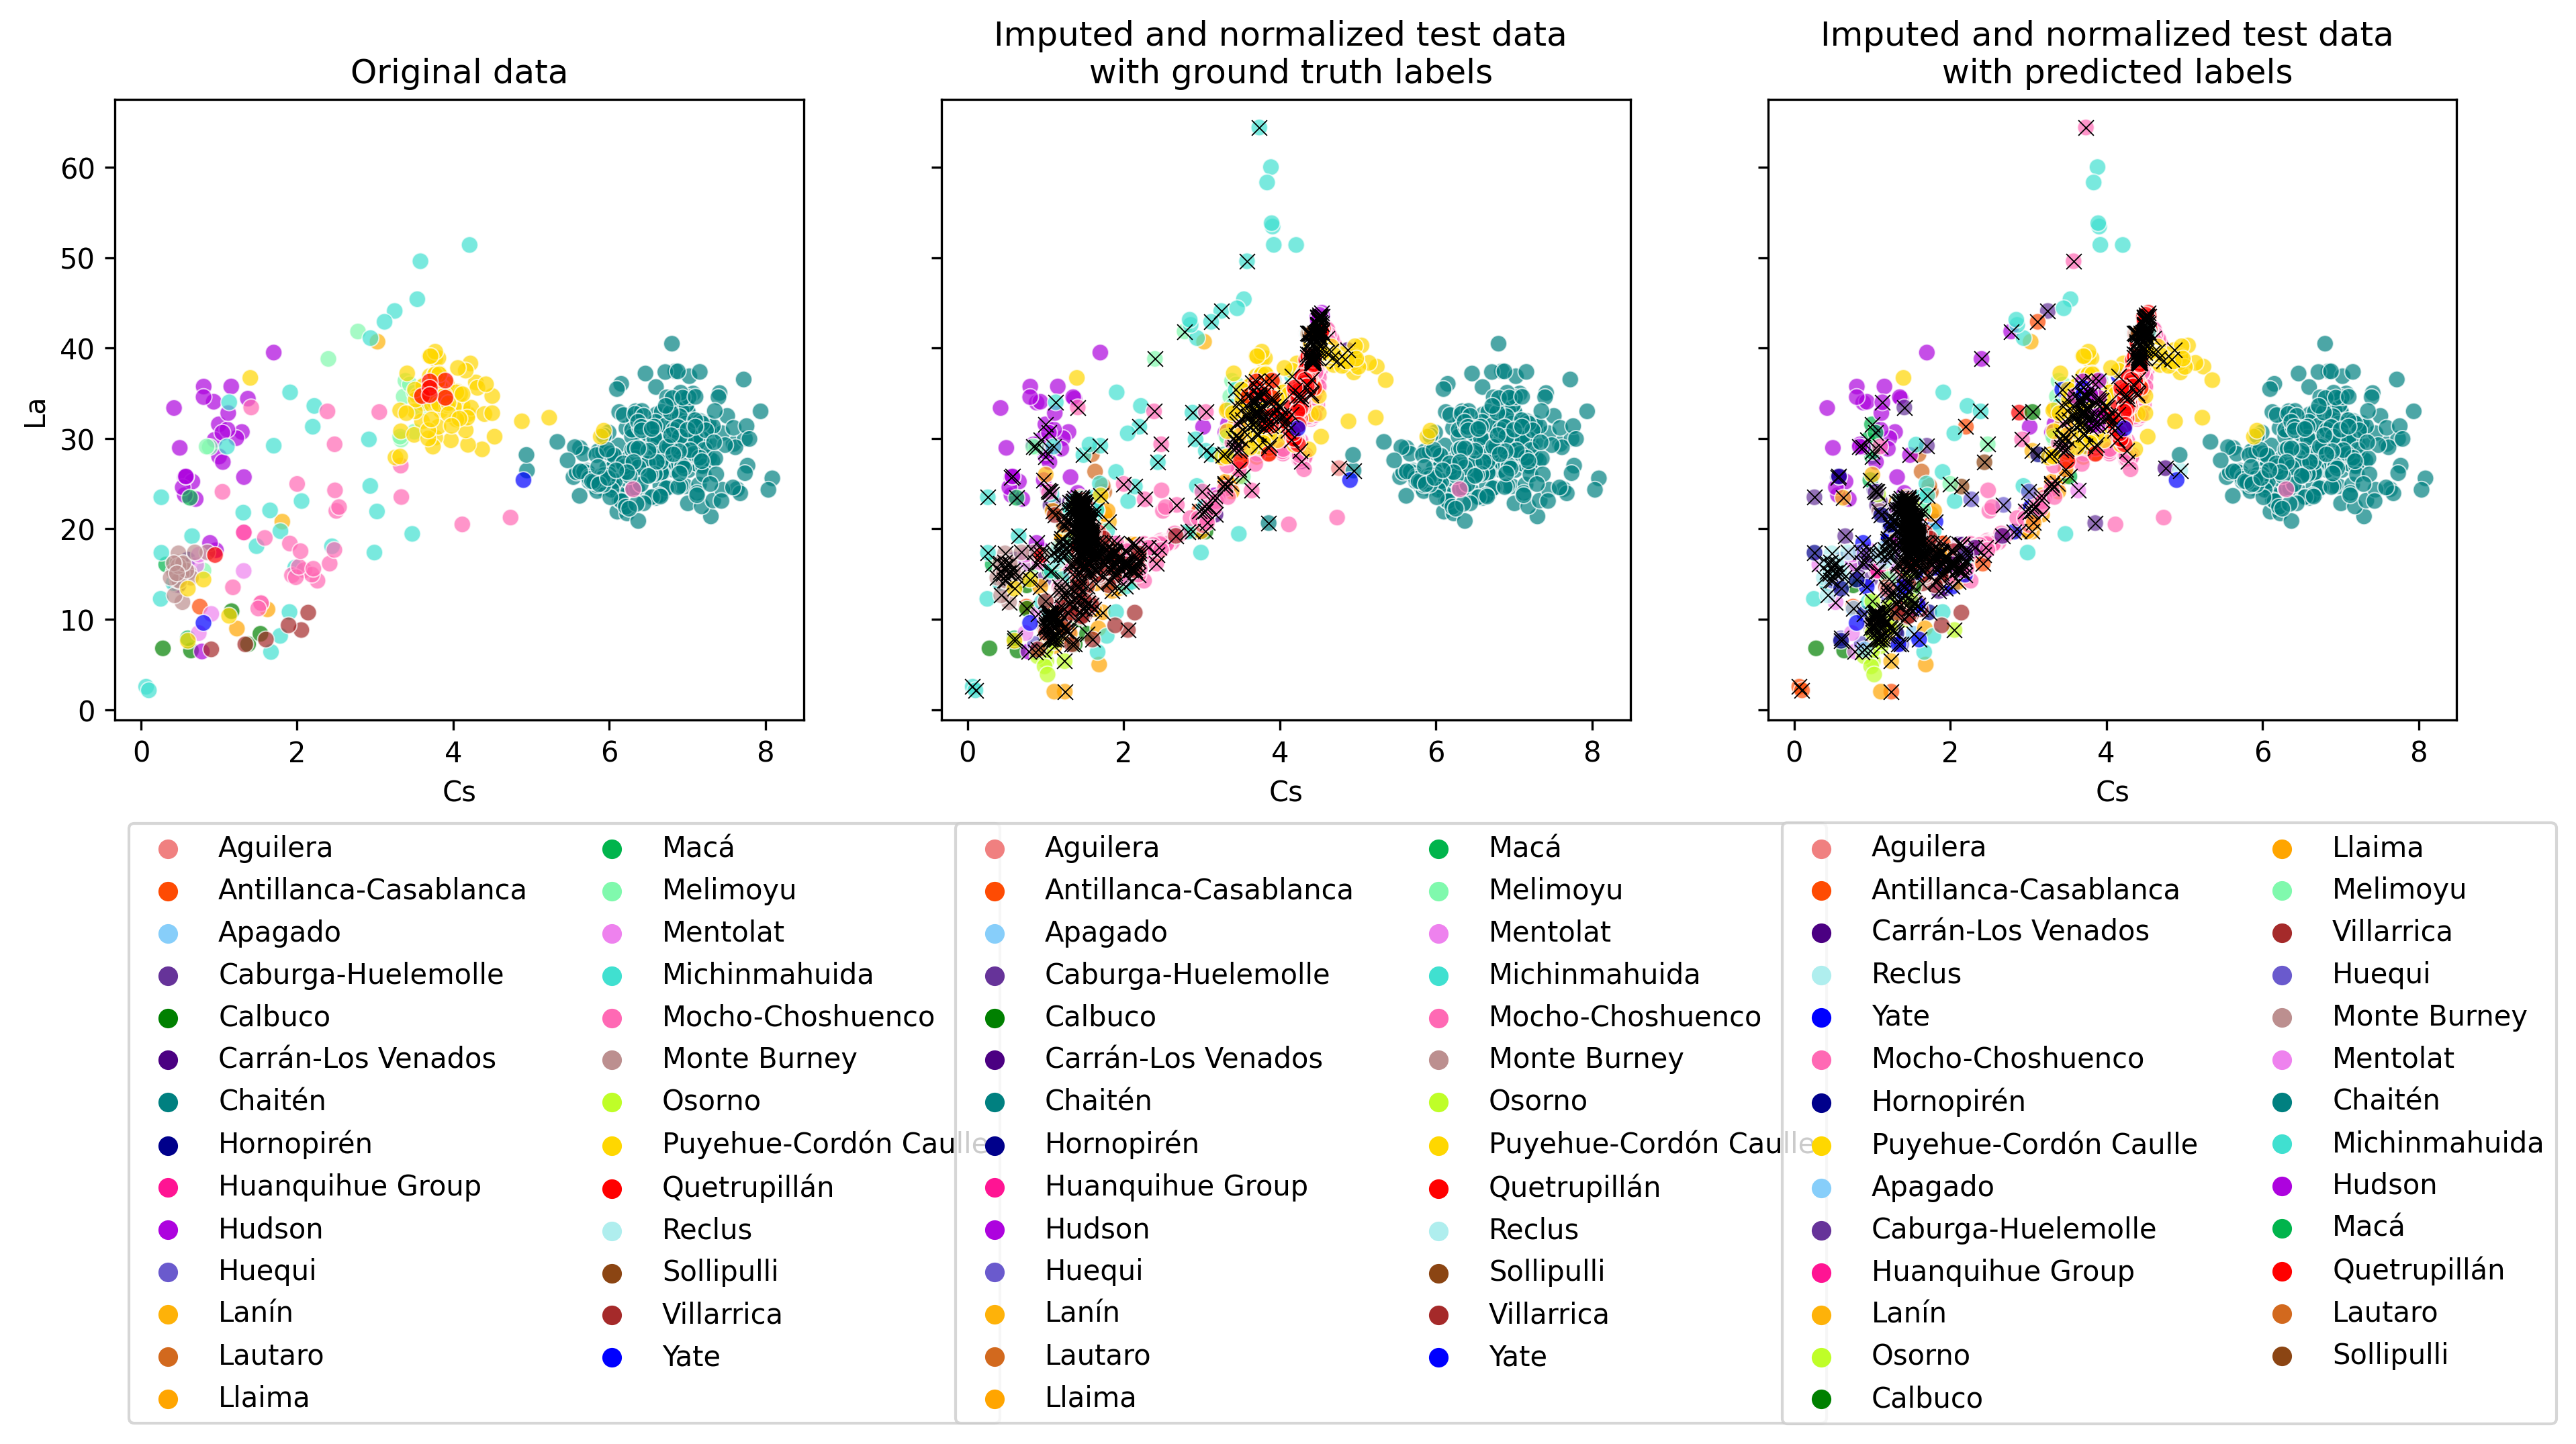 Original data
Imputed and normalized test data
with ground truth labels
Imputed and normalized test data
with predicted labels
La
60
50
40
30
20
10
0
0 2 4 6 8
Cs
0 2 4 6 8
Cs
0 2 4 6 8
Cs
Aguilera
Antillanca-Casablanca
Apagado
Caburga-Huelemolle
Calbuco
Carrán-Los Venados
Chaitén
Hornopirén
Huanquihue Group
Hudson
Huequi
Lanín
Lautaro
Llaima
Macá
Melimoyu
Mentolat
Michinmahuida
Mocho-Choshuenco
Monte Burney
Osorno
Puyehue-Cordón Caulle
Quetrupillán
Reclus
Sollipulli
Villarrica
Yate
Aguilera
Antillanca-Casablanca
Apagado
Caburga-Huelemolle
Calbuco
Carrán-Los Venados
Chaitén
Hornopirén
Huanquihue Group
Hudson
Huequi
Lanín
Lautaro
Llaima
Macá
Melimoyu
Mentolat
Michinmahuida
Mocho-Choshuenco
Monte Burney
Osorno
Puyehue-Cordón Caulle
Quetrupillán
Reclus
Sollipulli
Villarrica
Yate
Aguilera
Antillanca-Casablanca
Carrán-Los Venados
Reclus
Yate
Mocho-Choshuenco
Hornopirén
Puyehue-Cordón Caulle
Apagado
Caburga-Huelemolle
Huanquihue Group
Lanín
Osorno
Calbuco
Llaima
Melimoyu
Villarrica
Huequi
Monte Burney
Mentolat
Chaitén
Michinmahuida
Hudson
Macá
Quetrupillán
Lautaro
Sollipulli